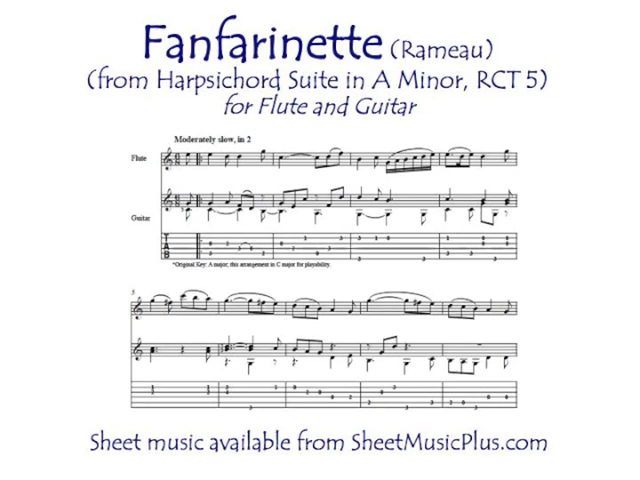 Fanfarinette (Rameau)
(from Harpsichord Suite in A Minor, RCT 5)
for Flute and Guitar
Moderately slow, in 2
Flute
Guitar
*Original Key: A major; this arrangement in C major for playability.
5
Sheet music available from SheetMusicPlus.com